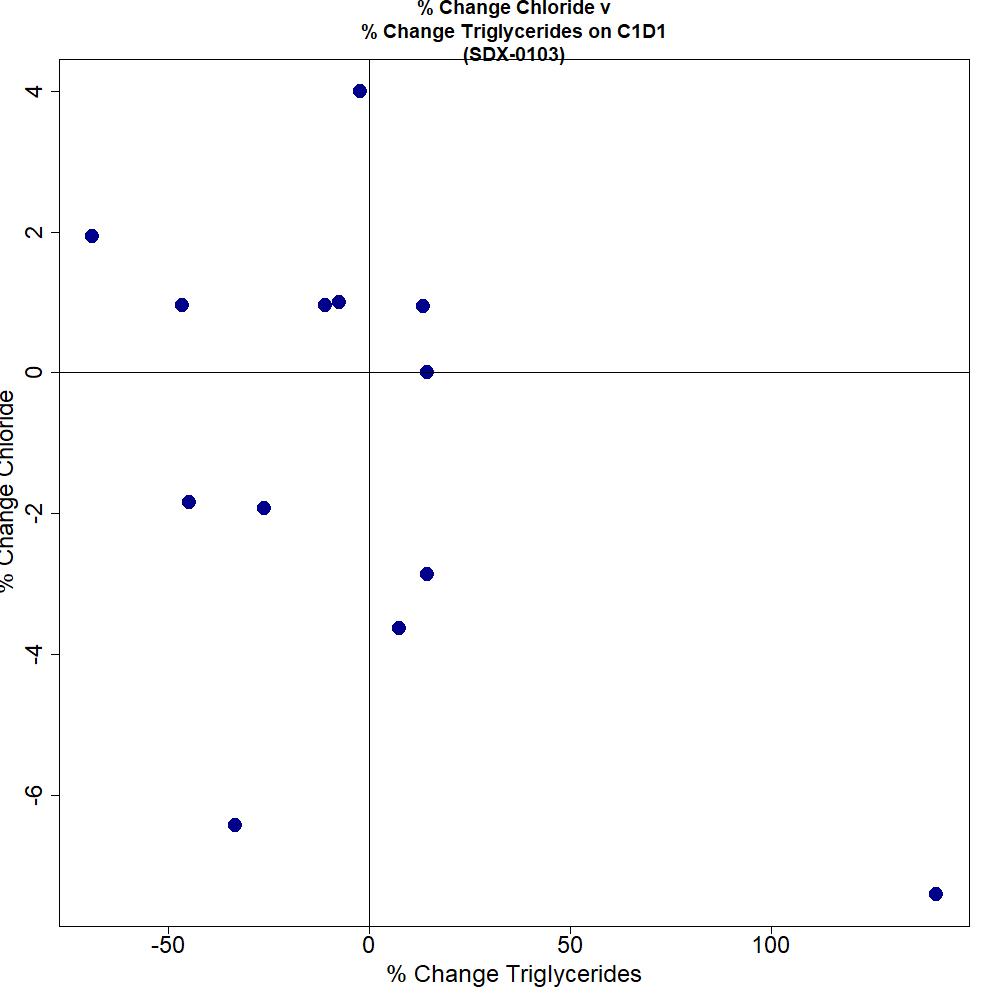 % Change Chloride v
% Change Triglycerides on C1D1
(SDX-0103)
4
2
0
-2
-4
-6
% Change Chloride
-50
0
50
100
% Change Triglycerides